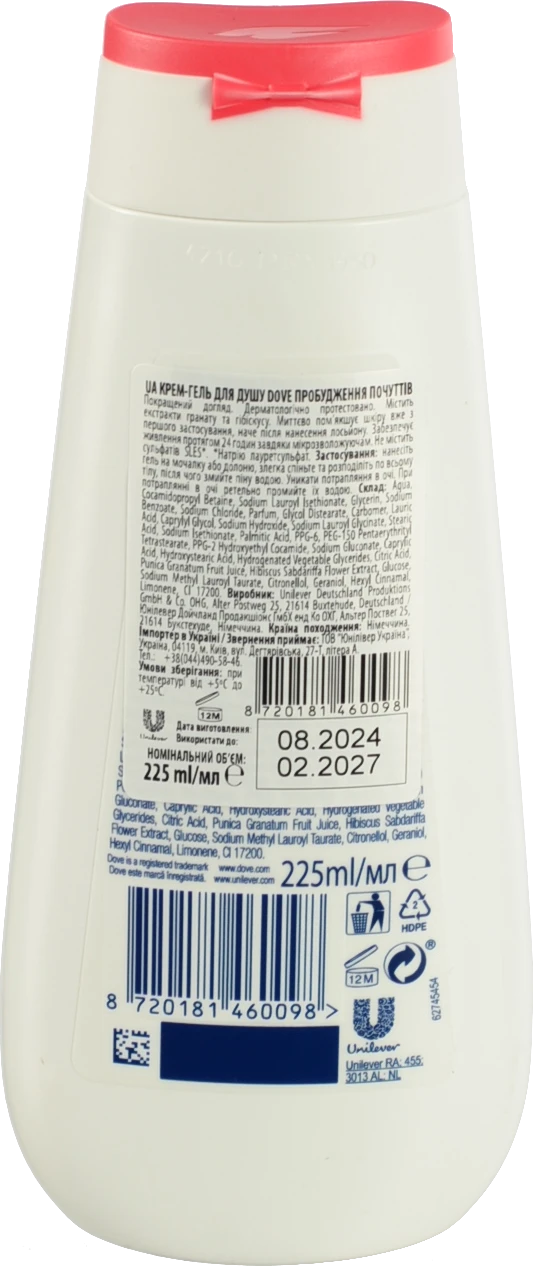 UA КРЕМ-ГЕЛЬ ДЛЯ ДУШУ DOVE ПРОБУДЖЕННЯ ПОЧУТТІВ
Покращений догляд. Дерматологічно протестовано. Містить
екстракти гранату та гібіскусу. Миттєво пом'якшує шкіру вже з
першого застосування, наче після нанесення лосьйону. Забезпечує
живлення протягом 24 годин завдяки мікрозволожуючам. Не містить
сульфатів SLES*. *Натрію лауретсульфат. Застосування: нанесіть
гель на мочалку або долоню, злегка спіньте та розподіліть по всьому
тілу, після чого змийте піну водою. Уникати потрапляння в очі. При
потраплянні в очі ретельно промийте їх водою. Склад: Aqua,
Cocamidopropyl Betaine, Sodium Lauroyl Isethionate, Glycerin, Sodium
Benzoate, Sodium Chloride, Parfum, Glycol Distearate, Carbomer, Lauric
Acid, Caprylyl Glycol, Sodium Hydroxide, Sodium Lauroyl Glycinate, Stearic
Acid, Sodium Isethionate, Palmitic Acid, PPG-6, PEG-150 Pentaerythrityl
Tetrastearate, PPG-2 Hydroxyethyl Cocamide, Sodium Gluconate, Caprylic
Acid, Hydroxystearic Acid, Hydrogenated Vegetable Glycerides, Citric Acid,
Punica Granatum Fruit Juice, Hibiscus Sabdariffa Flower Extract, Glucose,
Sodium Methyl Lauroyl Taurate, Citronellol, Geraniol, Hexyl Cinnamal,
Limonene, CI 17200. Виробник: Unilever Deutschland Produktions
GmbH & Co. OHG, Alter Postweg 25, 21614 Buxtehude, Deutschland /
Юнілевер Дойчланд Продакшіонс ГмбХ енд Ко ОХГ, Альтер Поствег 25,
21614 Букстехуде, Німеччина. Країна походження: Німеччина.
Імпортер в Україні/ Звернення приймає: ТОВ "Юнілівер Україна",
Україна, 04119, м. Київ, вул. Дегтярівська, 27-Т, літера А.
Тел.: +38(044)490-58-46.
Умови зберігання: при
температурі від +5°С до
+25°С.
8 720181 460098
Unilever
12M
Дата виготовлення
Використати до:
08.2024
02.2027
НОМІНАЛЬНИЙ ОБ'ЄМ:
225 ml/мл ℮
Gluconate, Caprylic Acid, Hydroxystearic Acid, Hydrogenated Vegetable
Glycerides, Citric Acid, Punica Granatum Fruit Juice, Hibiscus Sabdariffa
Flower Extract, Glucose, Sodium Methyl Lauroyl Taurate, Citronellol, Geraniol,
Hexyl Cinnamal, Limonene, CI 17200.
Dove is a registered trademark www.dove.com
Dove este marcă înregistrată. www.unilever.com
225ml/мл ℮
2
HDPE
12M
®
62745454
8 720181 460098 >
Unilever
Unilever RA: 455;
3013 AL: NL